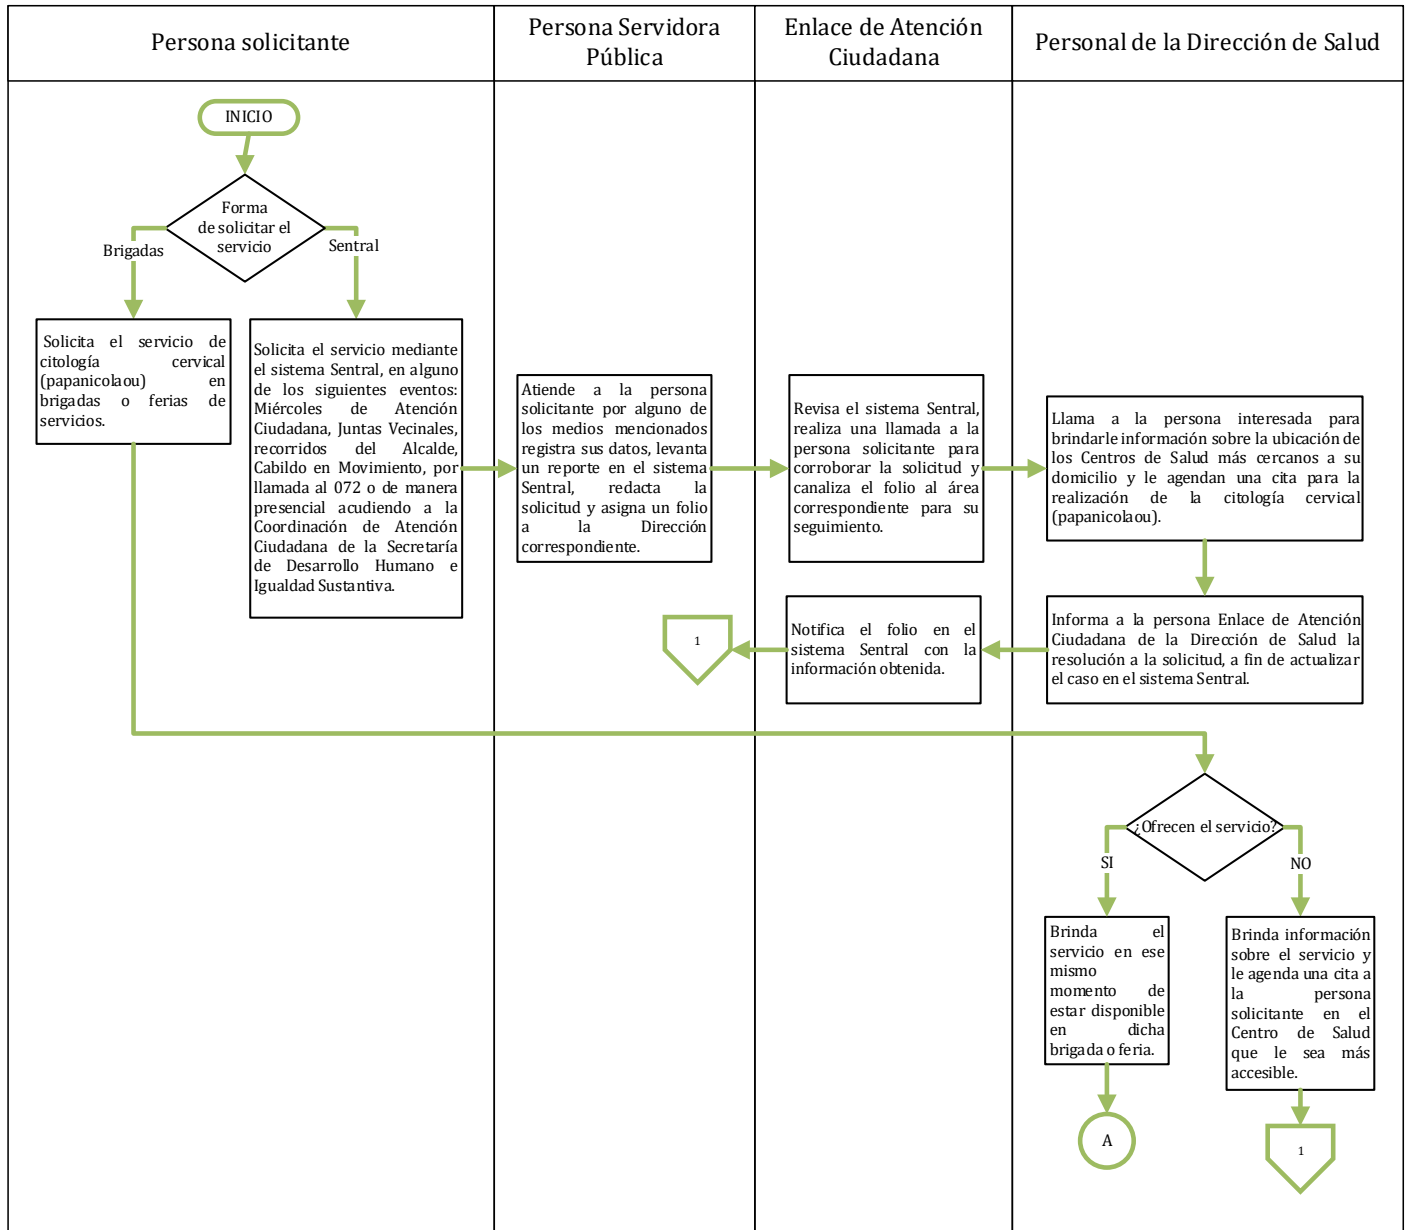 Persona solicitante
Persona Servidora
Pública
Enlace de Atención
Ciudadana
Personal de la Dirección de Salud
INICIO
Forma
de solicitar el
servicio
Brigadas
Sentral
Solicita el servicio de
citología cervical
(papanicolaou) en
brigadas o ferias de
servicios.
Solicita el servicio mediante
el sistema Sentral, en alguno
de los siguientes eventos:
Miércoles de Atención
Ciudadana, Juntas Vecinales,
recorridos del Alcalde,
Cabildo en Movimiento, por
llamada al 072 o de manera
presencial acudiendo a la
Coordinación de Atención
Ciudadana de la Secretaría
de Desarrollo Humano e
Igualdad Sustantiva.
Atiende a la persona
solicitante por alguno de
los medios mencionados
registra sus datos, levanta
un reporte en el sistema
Sentral, redacta la
solicitud y asigna un folio
a la Dirección
correspondiente.
Revisa el sistema Sentral,
realiza una llamada a la
persona solicitante para
corroborar la solicitud y
canaliza el folio al área
correspondiente para su
seguimiento.
Llama a la persona interesada para
brindarle información sobre la ubicación de
los Centros de Salud más cercanos a su
domicilio y le agendan una cita para la
realización de la citología cervical
(papanicolaou).
Informa a la persona Enlace de Atención
Ciudadana de la Dirección de Salud la
resolución a la solicitud, a fin de actualizar
el caso en el sistema Sentral.
Notifica el folio en el
sistema Sentral con la
información obtenida.
1
¿Ofrecen el servicio?
SI
NO
Brinda el
servicio en ese
mismo
momento de
estar disponible
en dicha
brigada o feria.
Brinda información
sobre el servicio y
le agenda una cita a
la persona
solicitante en el
Centro de Salud
que le sea más
accesible.
A
1